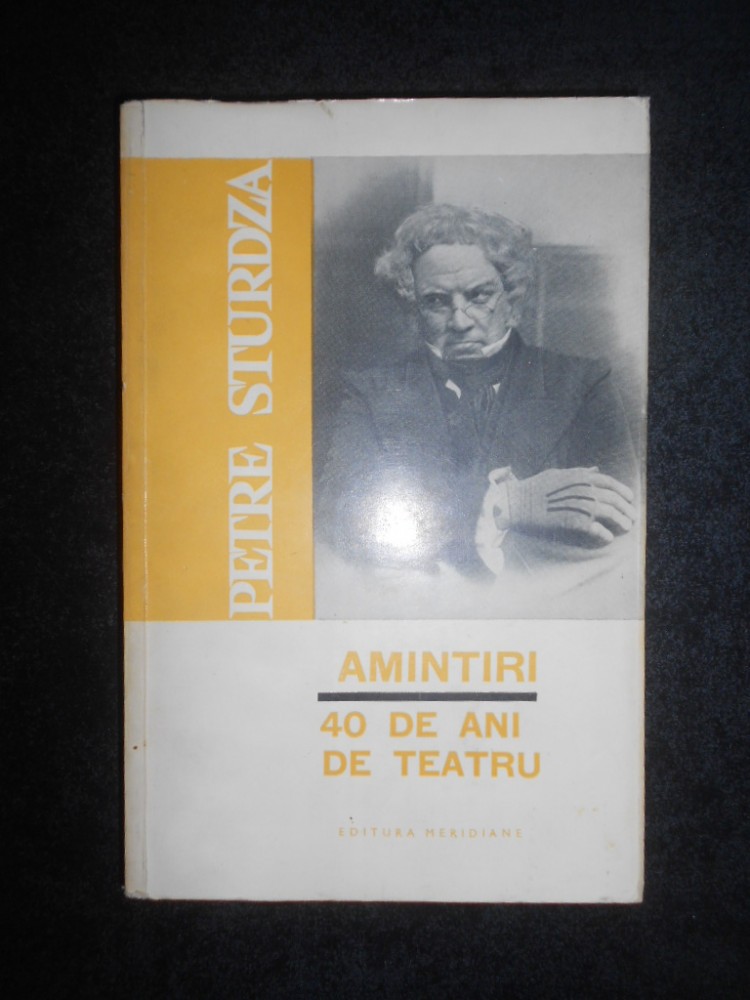 PETRE STURDZA
AMINTIRI
40 DE ANI
DE TEATRU
EDITURA MERIDIANE